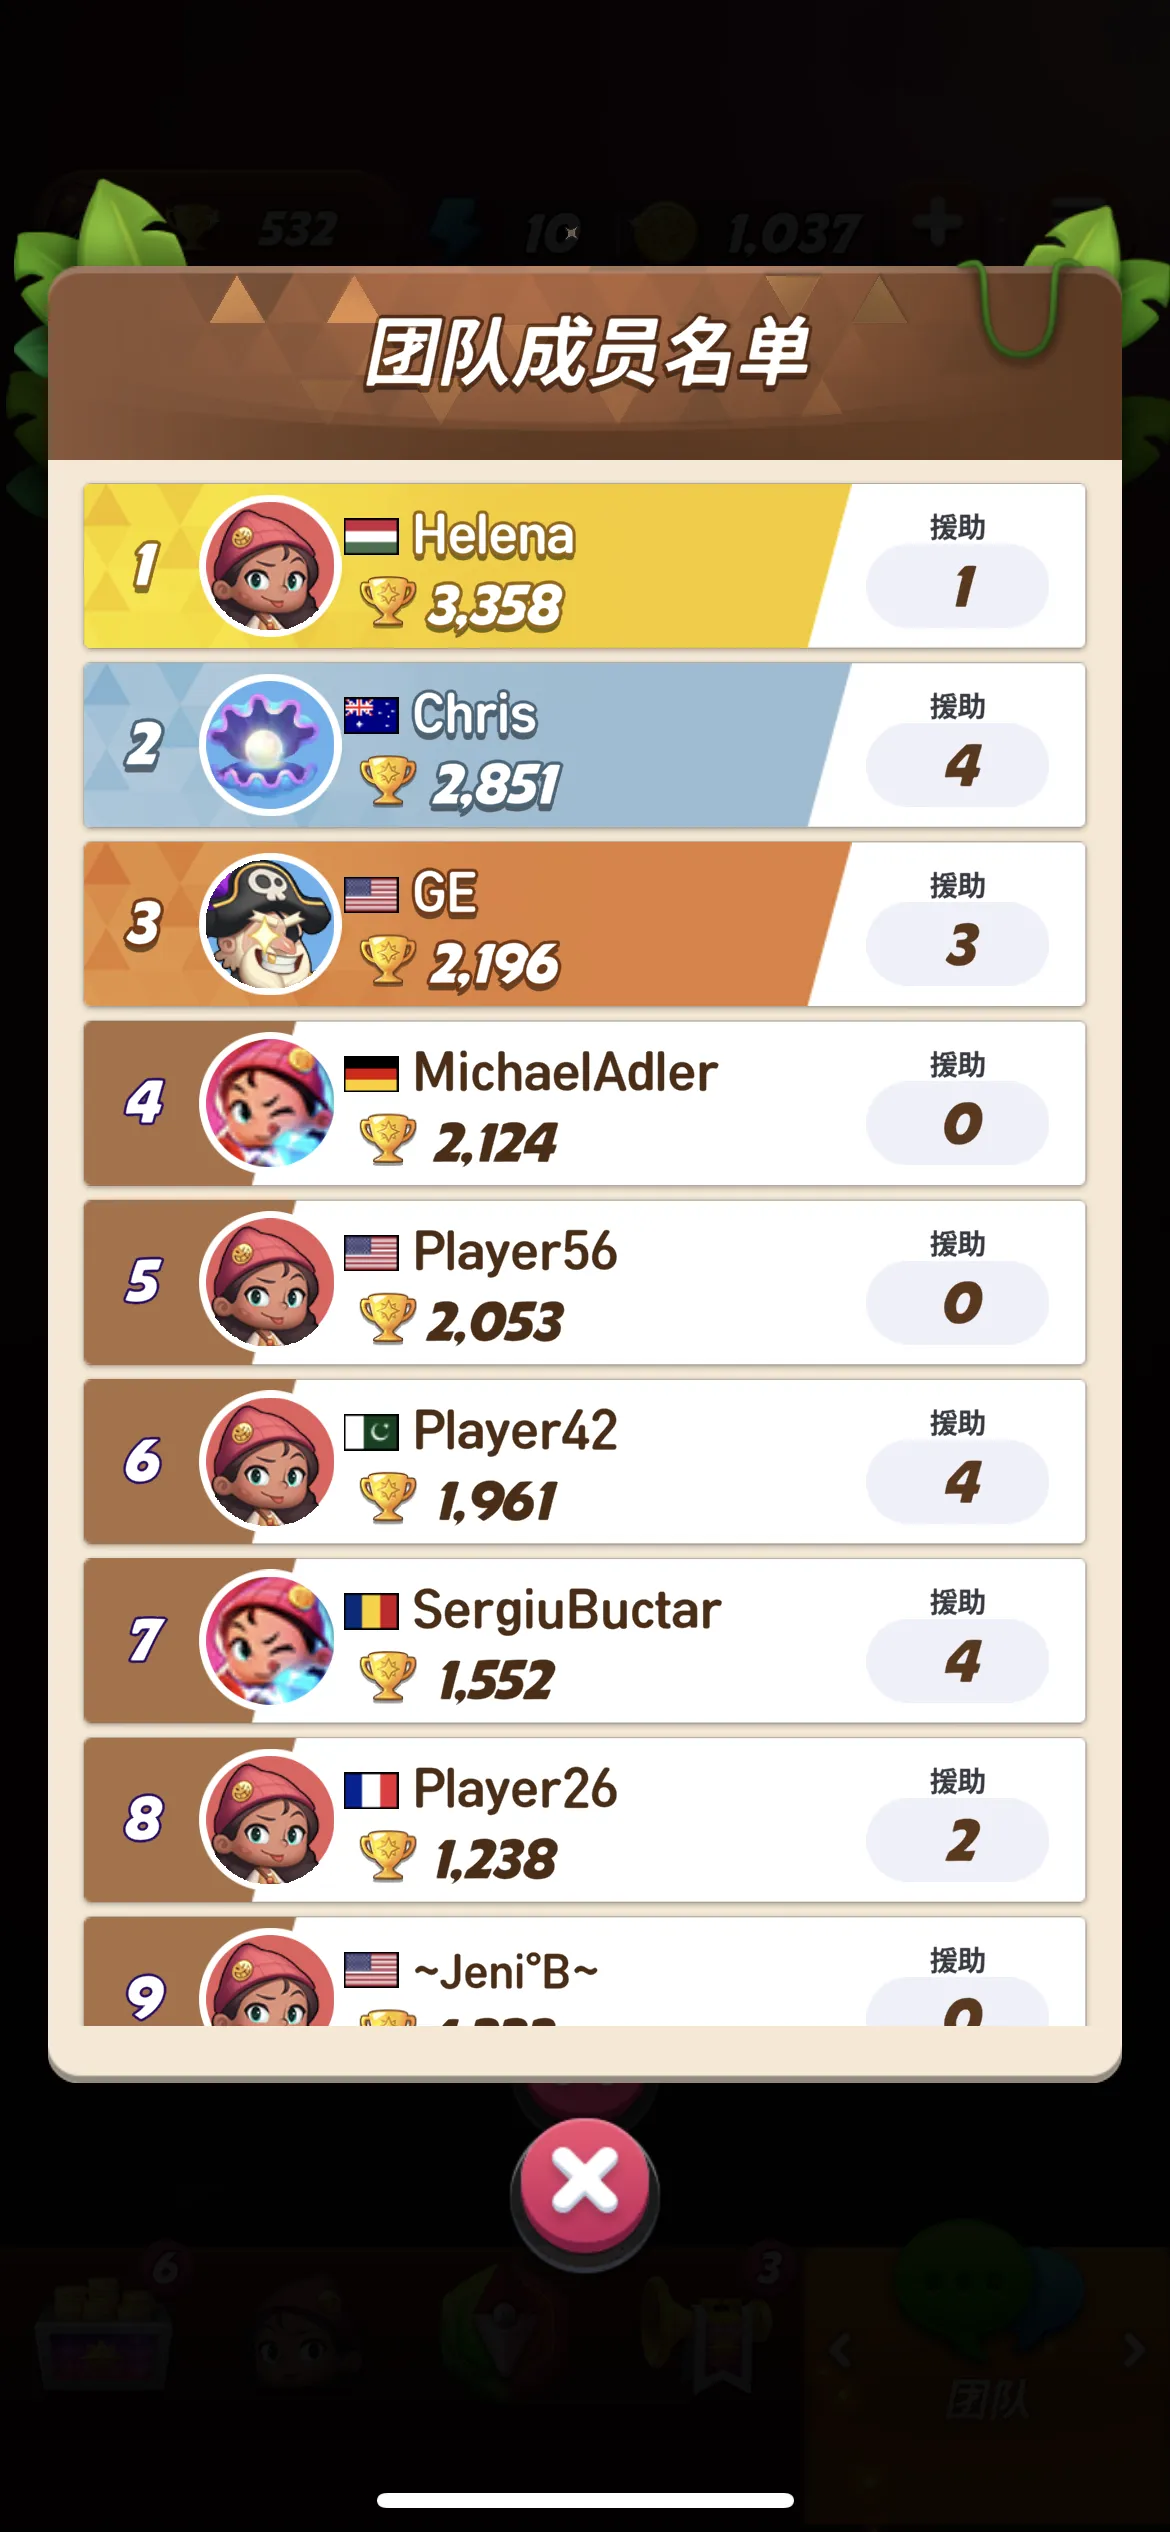 532 10 1,037
团队成员名单
1 Helena 援助
3,358 1
2 Chris 援助
2,851 4
3 GE 援助
2,196 3
4 MichaelAdler 援助
2,124 0
5 Player56 援助
2,053 0
6 Player42 援助
1,961 4
7 SergiuBuctar 援助
1,552 4
8 Player26 援助
1,238 2
9 ~Jeni°B~ 援助
0
6 3
团队